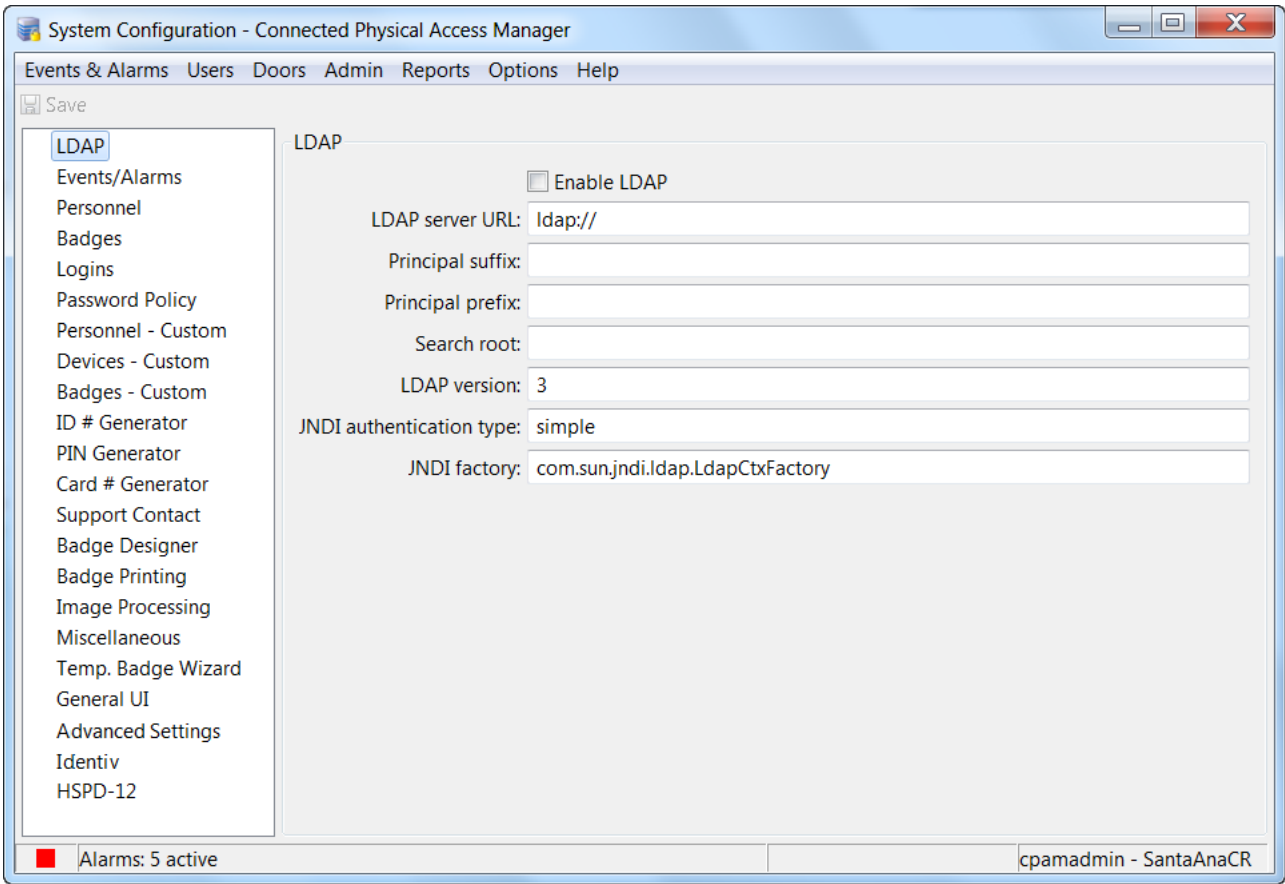 System Configuration - Connected Physical Access Manager
Events & Alarms Users Doors Admin Reports Options Help
Save
LDAP
Events/Alarms
Personnel
Badges
Logins
Password Policy
Personnel - Custom
Devices - Custom
Badges - Custom
ID # Generator
PIN Generator
Card # Generator
Support Contact
Badge Designer
Badge Printing
Image Processing
Miscellaneous
Temp. Badge Wizard
General UI
Advanced Settings
Identiv
HSPD-12
LDAP
Enable LDAP
LDAP server URL: ldap://
Principal suffix:
Principal prefix:
Search root:
LDAP version: 3
JNDI authentication type: simple
JNDI factory: com.sun.jndi.ldap.LdapCtxFactory
Alarms: 5 active
cpamadmin - SantaAnaCR